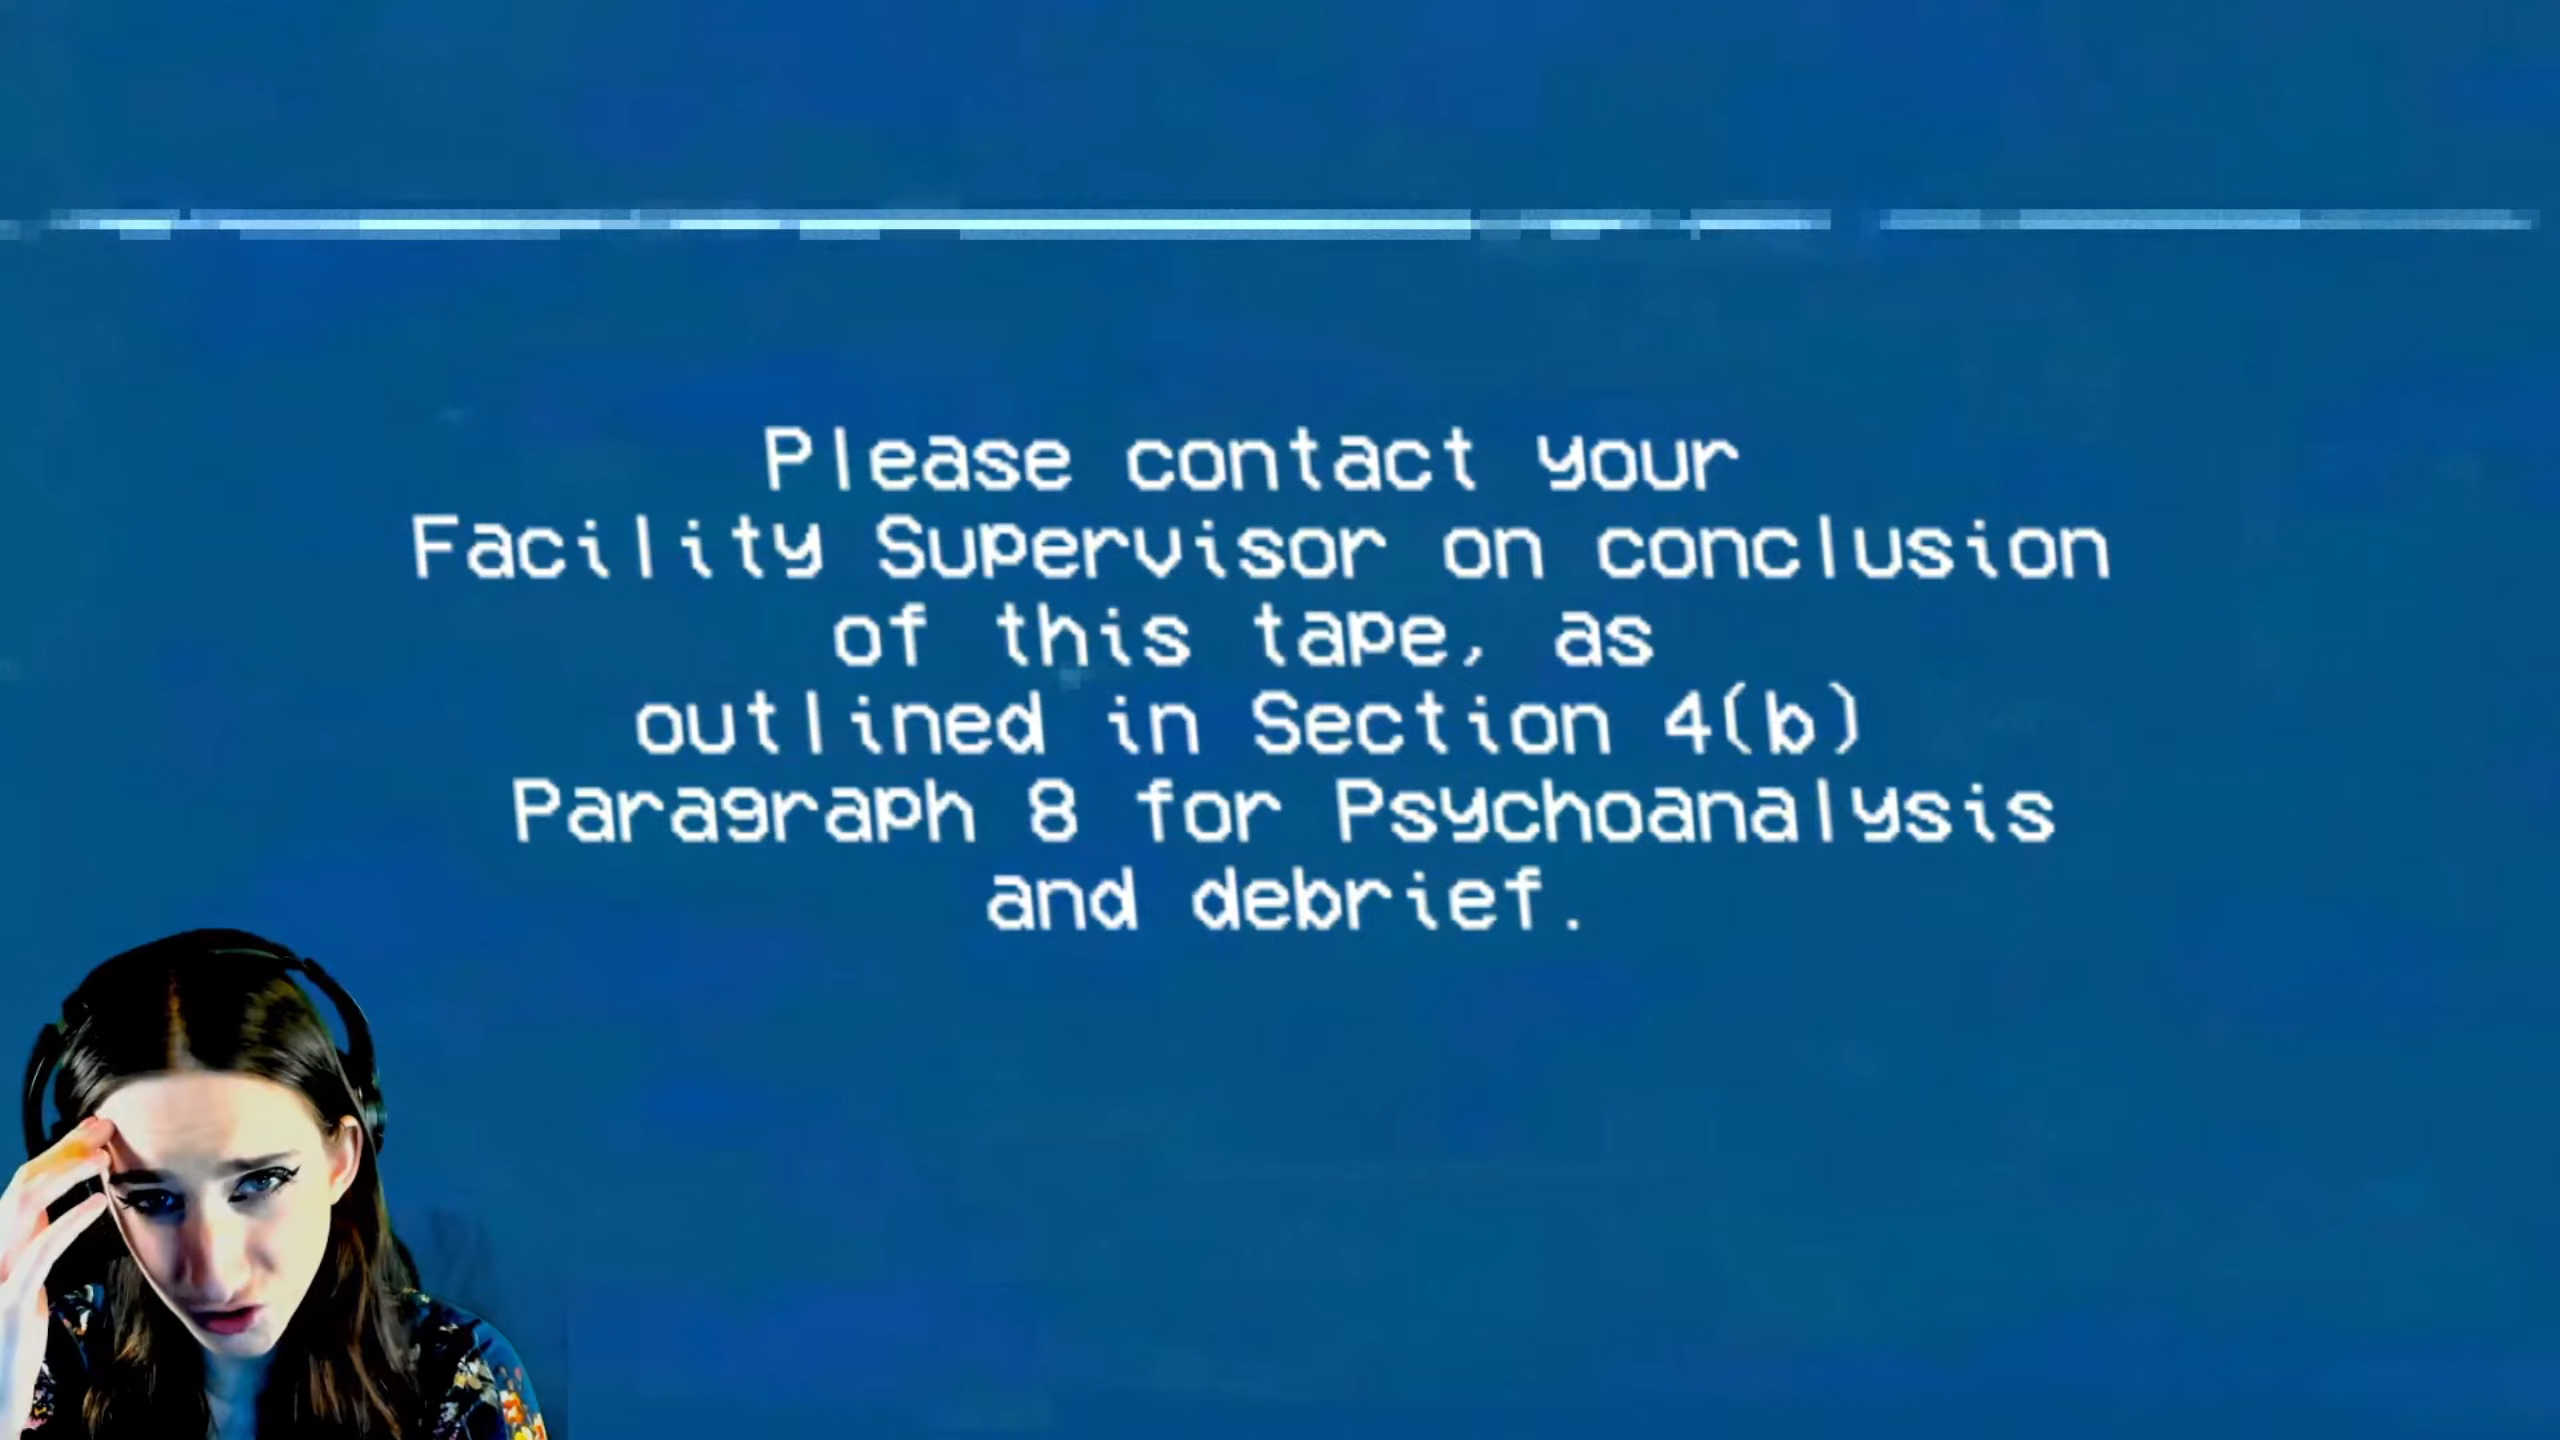 Please contact your
Facility Supervisor on conclusion
of this tape, as
outlined in Section 4(b)
Paragraph 8 for Psychoanalysis
and debrief.